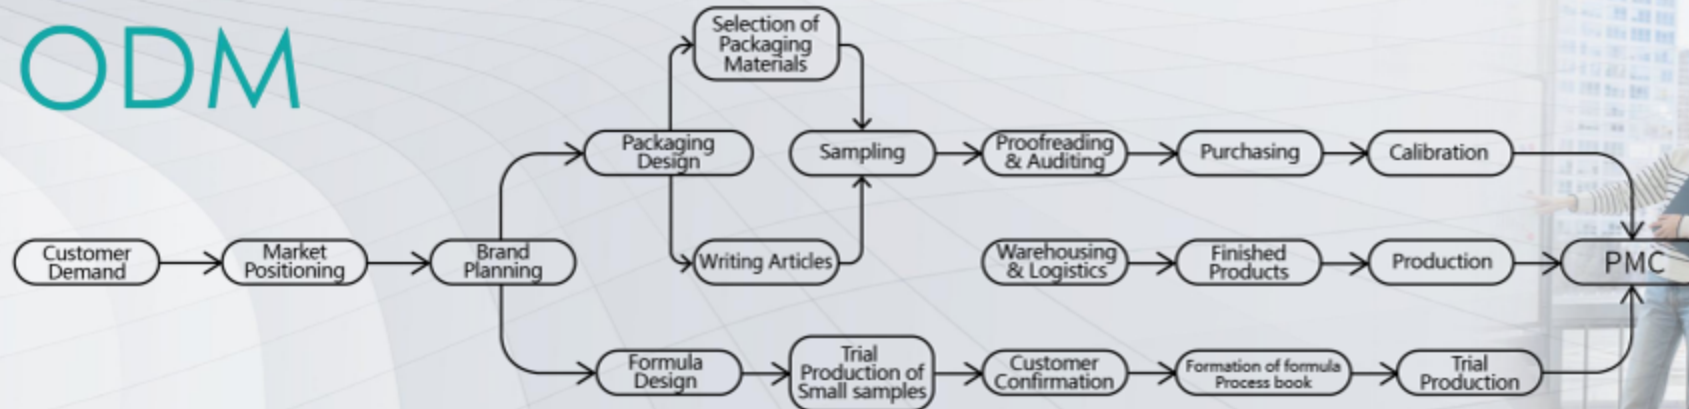 ODM
Selection of
Packaging
Materials
Packaging
Design
Sampling
Proofreading
& Auditing
Purchasing
Calibration
Customer
Demand
Market
Positioning
Brand
Planning
Writing Articles
Warehousing
& Logistics
Finished
Products
Production
PMC
Formula
Design
Trial
Production of
Small samples
Customer
Confirmation
Formation of formula
Process book
Trial
Production